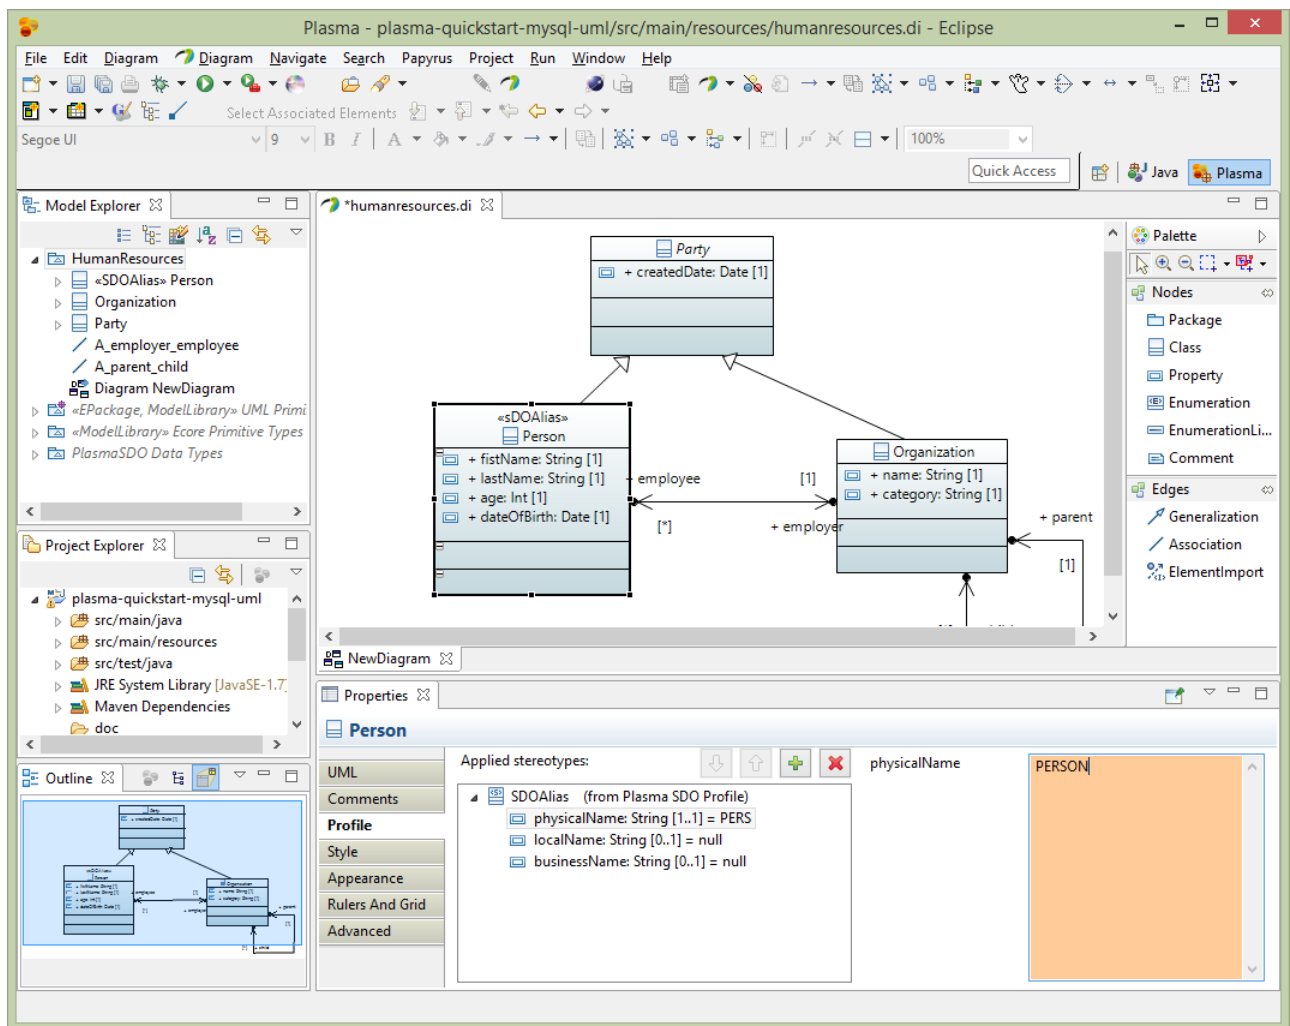 Plasma - plasma-quickstart-mysql-uml/src/main/resources/humanresources.di - Eclipse
File Edit Diagram Diagram Navigate Search Papyrus Project Run Window Help
Select Associated Elements
Segoe UI 9 B I A 100%
Quick Access Java Plasma
Model Explorer
HumanResources
«SDOAlias» Person
Organization
Party
A_employer_employee
A_parent_child
Diagram NewDiagram
«EPackage, ModelLibrary» UML Primi
«ModelLibrary» Ecore Primitive Types
PlasmaSDO Data Types
Project Explorer
plasma-quickstart-mysql-uml
src/main/java
src/main/resources
src/test/java
JRE System Library [JavaSE-1.7]
Maven Dependencies
doc
Outline
*humanresources.di
Party
+ createdDate: Date [1]
«sDOAlias»
Person
+ fistName: String [1]
+ lastName: String [1]
+ age: Int [1]
+ dateOfBirth: Date [1]
+ employee
[1]
[*]
+ employer
Organization
+ name: String [1]
+ category: String [1]
+ parent
[1]
NewDiagram
Palette
Nodes
Package
Class
Property
Enumeration
EnumerationLi...
Comment
Edges
Generalization
Association
ElementImport
Properties
Person
UML
Comments
Profile
Style
Appearance
Rulers And Grid
Advanced
Applied stereotypes:
SDOAlias (from Plasma SDO Profile)
physicalName: String [1..1] = PERS
localName: String [0..1] = null
businessName: String [0..1] = null
physicalName
PERSON